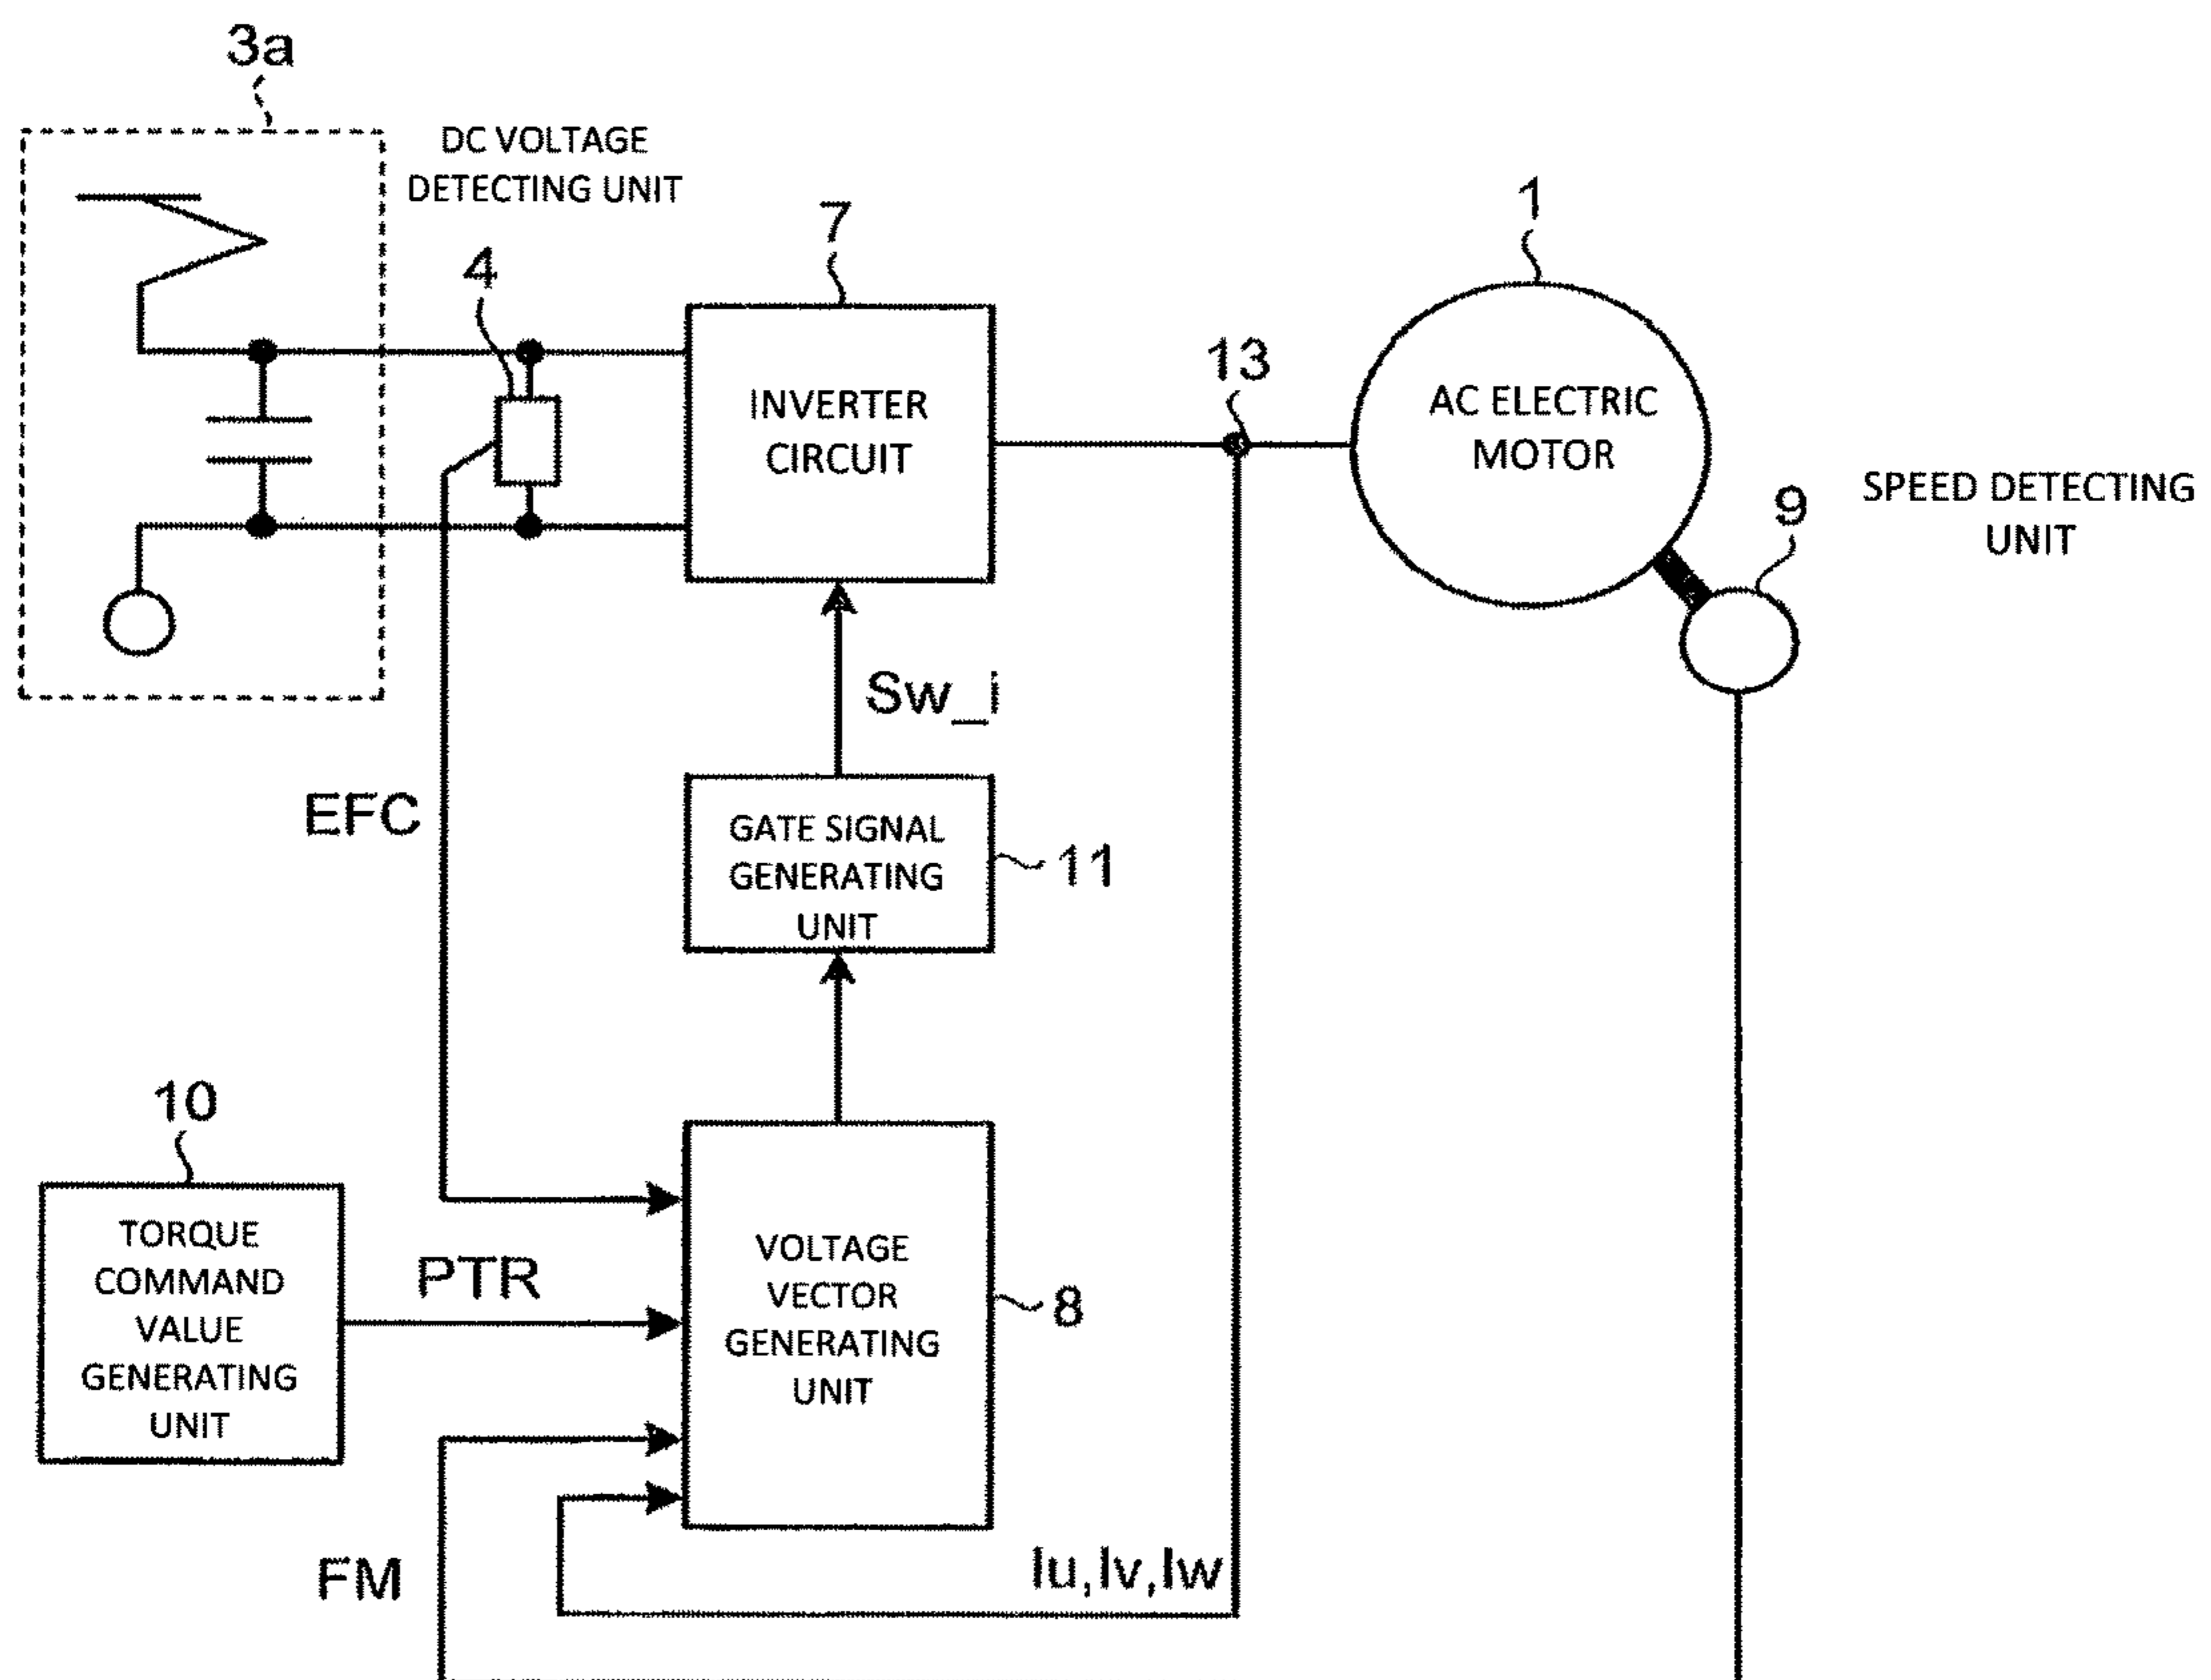 3a
DC VOLTAGE
DETECTING UNIT
4
7
1
13
INVERTER
CIRCUIT
AC ELECTRIC
MOTOR
9
SPEED DETECTING
UNIT
Sw_i
EFC
GATE SIGNAL
GENERATING
UNIT
11
10
TORQUE
COMMAND
VALUE
GENERATING
UNIT
PTR
VOLTAGE
VECTOR
GENERATING
UNIT
8
FM
Iu,Iv,Iw